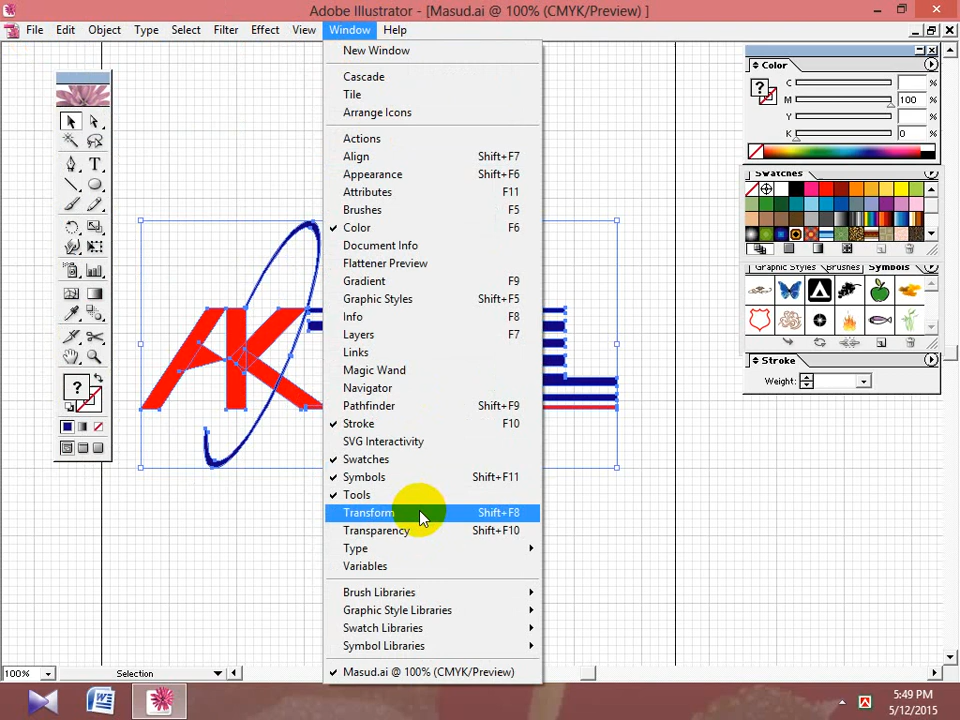 Adobe Illustrator - [Masud.ai @ 100% (CMYK/Preview) ]
File Edit Object Type Select Filter Effect View Window Help
New Window
Cascade
Tile
Arrange Icons
Actions
Align Shift+F7
Appearance Shift+F6
Attributes F11
Brushes F5
Color F6
Document Info
Flattener Preview
Gradient F9
Graphic Styles Shift+F5
Info F8
Layers F7
Links
Magic Wand
Navigator
Pathfinder Shift+F9
Stroke F10
SVG Interactivity
Swatches
Symbols Shift+F11
Tools
Transform Shift+F8
Transparency Shift+F10
Type
Variables
Brush Libraries
Graphic Style Libraries
Swatch Libraries
Symbol Libraries
Masud.ai @ 100% (CMYK/Preview)
Color
C %
M 100 %
Y %
K 0 %
Swatches
Graphic Styles Brushes Symbols
Stroke
Weight:
AK
T
? 
?
100% Selection
5:49 PM
5/12/2015